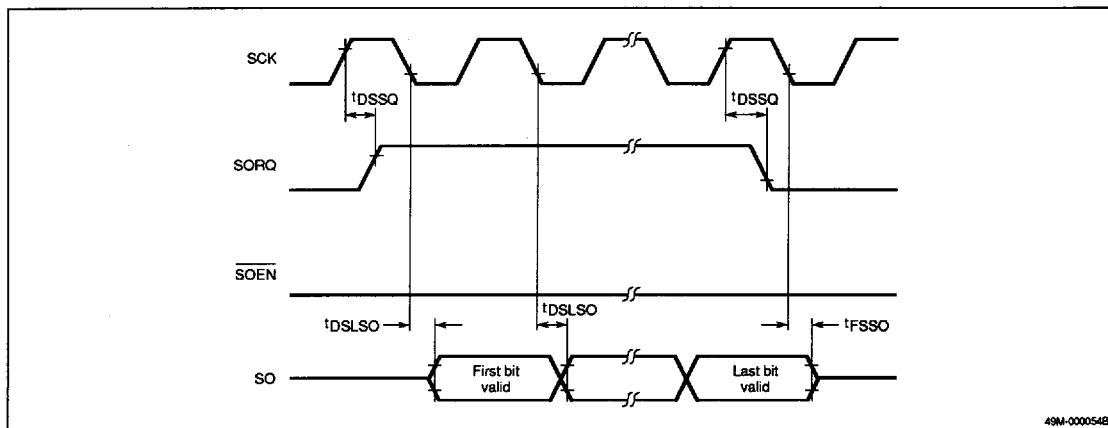 SCK
tDSSQ
tDSSQ
SORQ
SOEN
tDSLSO
tDSLSO
tFSSO
SO
First bit
valid
Last bit
valid
49M-000054B